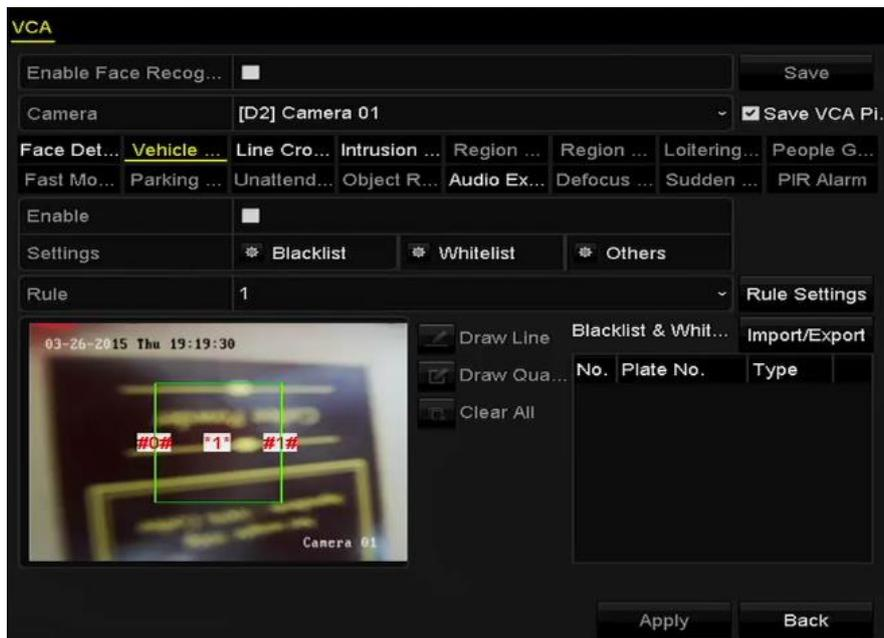 VCA
Enable Face Recog...
Save
Camera [D2] Camera 01
Save VCA Pi.
Face Det... Vehicle ... Line Cro... Intrusion ... Region ... Region ... Loitering... People G...
Fast Mo... Parking ... Unattend... Object R... Audio Ex... Defocus ... Sudden ... PIR Alarm
Enable
Settings Blacklist Whitelist Others
Rule 1 Rule Settings
03-26-2015 Thu 19:19:30
#0# *1* #1#
Camera 01
Draw Line
Draw Qua...
Clear All
Blacklist & Whit... Import/Export
No. Plate No. Type
Apply Back